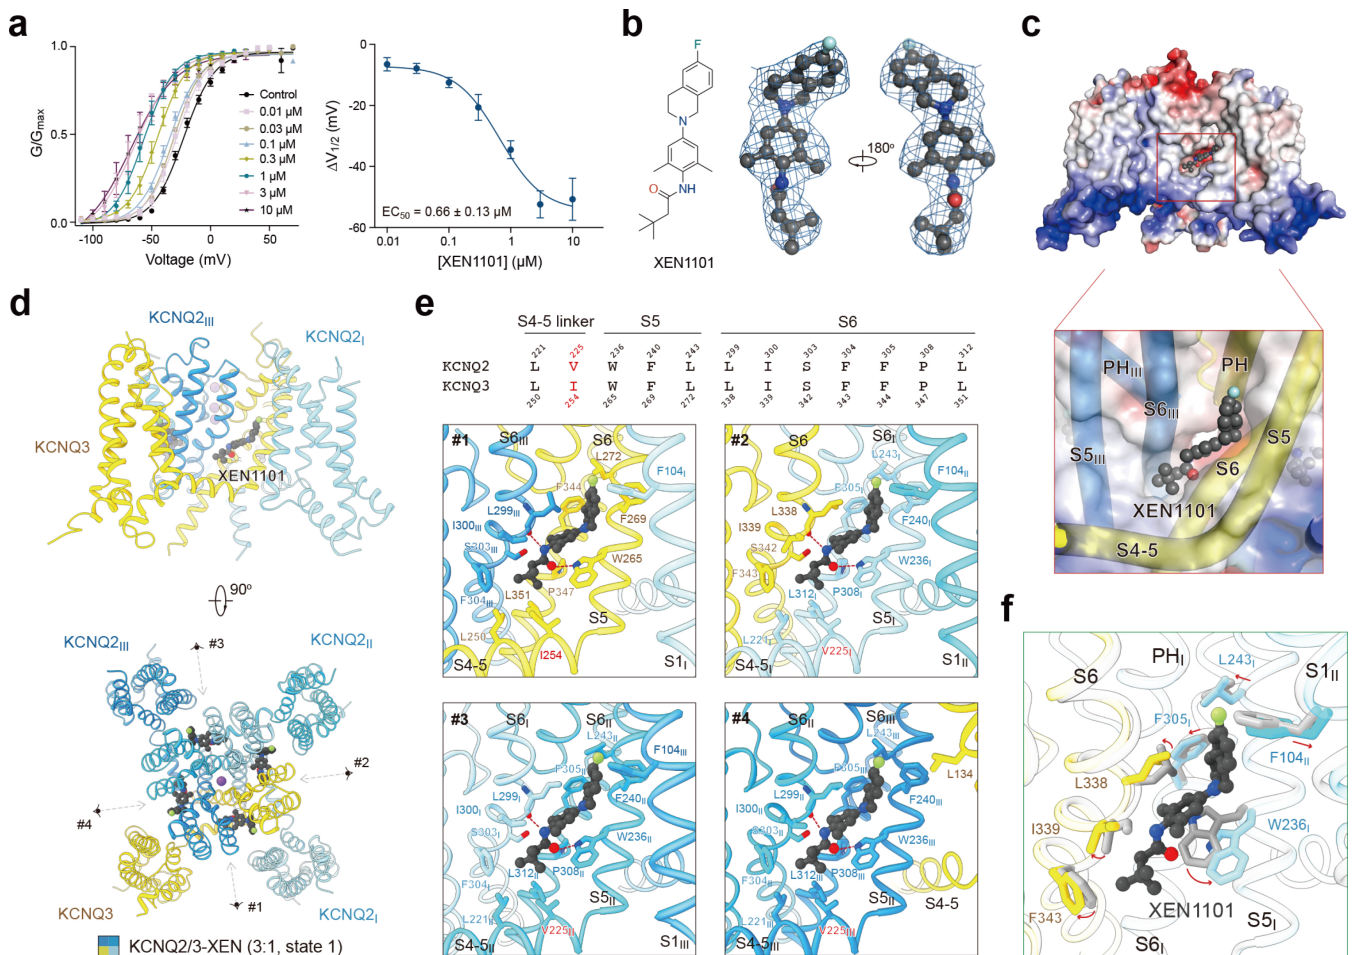 a
1.0
0.5
0.0
G/Gmax
-100
-50
0
50
Voltage (mV)
Control
0.01 µM
0.03 µM
0.1 µM
0.3 µM
1 µM
3 µM
10 µM
0
-20
-40
-60
ΔV1/2 (mV)
EC50 = 0.66 ± 0.13 µM
0.01
0.1
1
10
[XEN1101] (µM)
b
F
N
O
NH
XEN1101
180°
c
PHIII
PH
S6III
S5
S5III
S6
XEN1101
S4-5
d
KCNQ2III
KCNQ2I
KCNQ3
XEN1101
90°
KCNQ2III
#3
KCNQ2II
#2
#4
KCNQ3
#1
KCNQ2I
KCNQ2/3-XEN (3:1, state 1)
e
S4-5 linker S5 S6
221 225 236 240 243 299 300 303 304 305 308 312
KCNQ2 L V W F L L I S F F P L
KCNQ3 L I W F L L I S F F P L
250 254 265 269 272 338 339 342 343 344 347 351
#1
S6III
S6
L272
F104I
F344
L299III
F269
I300III
S303III
W265
F304III
L351
P347
L250
S5
S4-5
I254
S1I
#2
S6
S6I
L243I
F104II
F305I
L338
F240I
I339
S342
F343
W236I
L312I
P308I
L221I
S5I
S4-5I
V225I
S1II
#3
S6I
S6II
L243II
F104III
F305II
L299I
F240II
I300I
S303I
W236II
F304I
L312II
P308II
L221II
S5II
S4-5II
V225II
S1III
#4
S6II
S6III
L243III
L134
F305III
L299II
F240III
I300II
S303II
W236III
F304II
L312III
P308III
L221III
S5III
S4-5
S4-5III
V225III
f
PHI
L243I
S1II
S6
F305I
F104II
L338
I339
W236I
F343
XEN1101
S6I
S5I